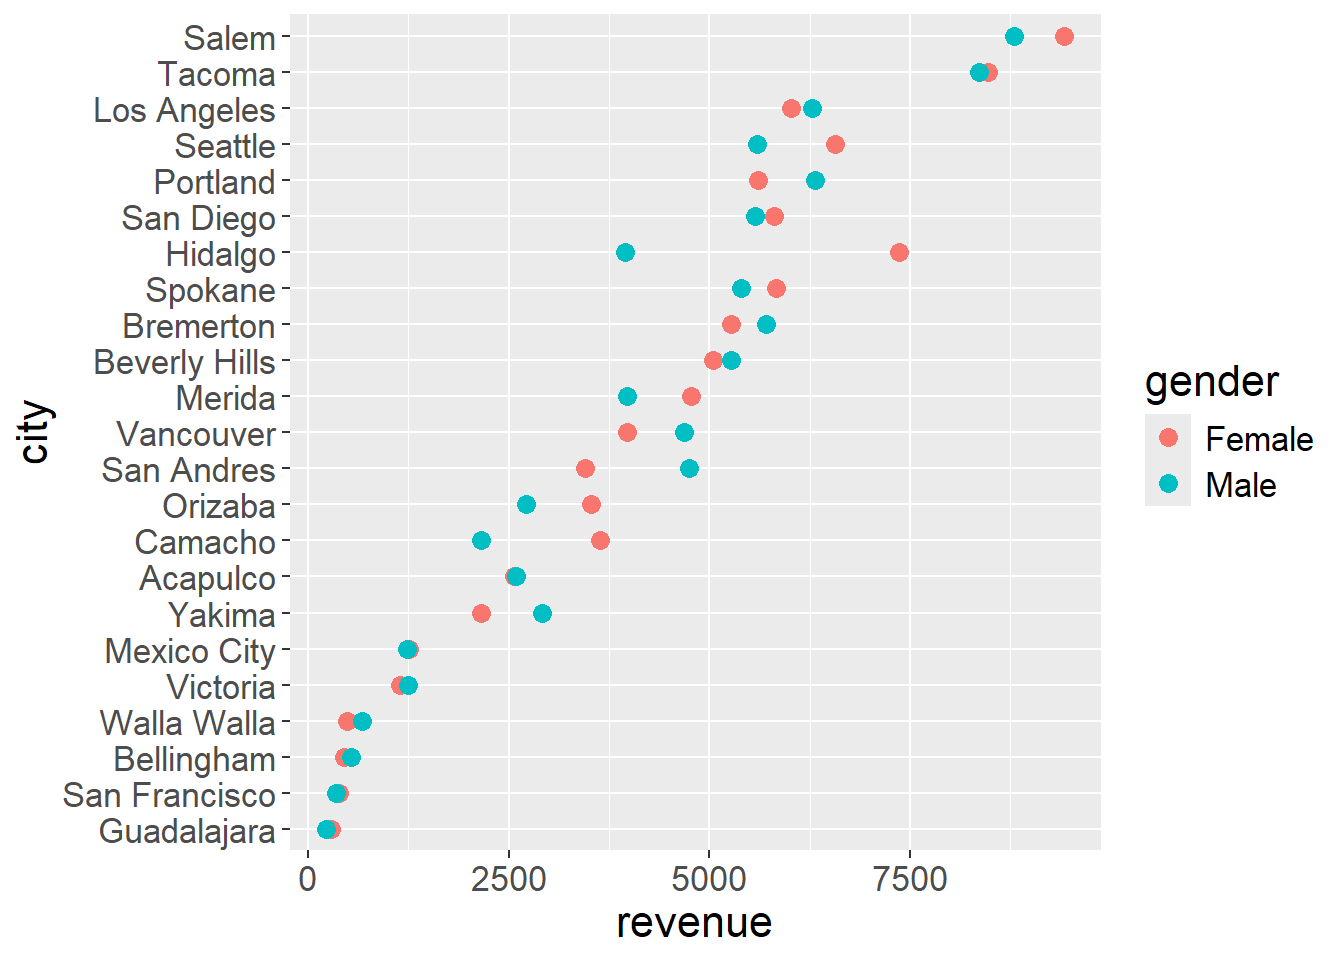 Salem
Tacoma
Los Angeles
Seattle
Portland
San Diego
Hidalgo
Spokane
Bremerton
Beverly Hills
Merida
Vancouver
San Andres
Orizaba
Camacho
Acapulco
Yakima
Mexico City
Victoria
Walla Walla
Bellingham
San Francisco
Guadalajara
city
0 2500 5000 7500
revenue
gender
Female
Male